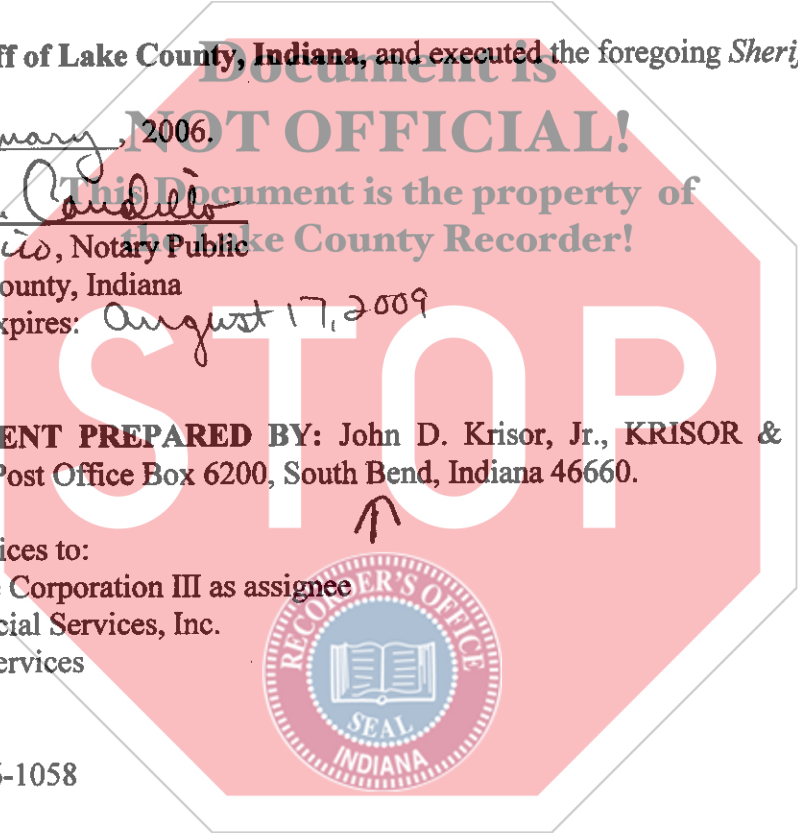 ff of Lake County, Indiana, and executed the foregoing Sherif
Document is
NOT OFFICIAL!
This Document is the property of
the Lake County Recorder!
uary, 2006.
Caudillo
, Notary Public
ounty, Indiana
xpires: August 17, 2009
STOP
ENT PREPARED BY: John D. Krisor, Jr., KRISOR &
Post Office Box 6200, South Bend, Indiana 46660.
ices to:
Corporation III as assignee
cial Services, Inc.
ervices
-1058
RECORDER'S OFFICE
SEAL
INDIANA